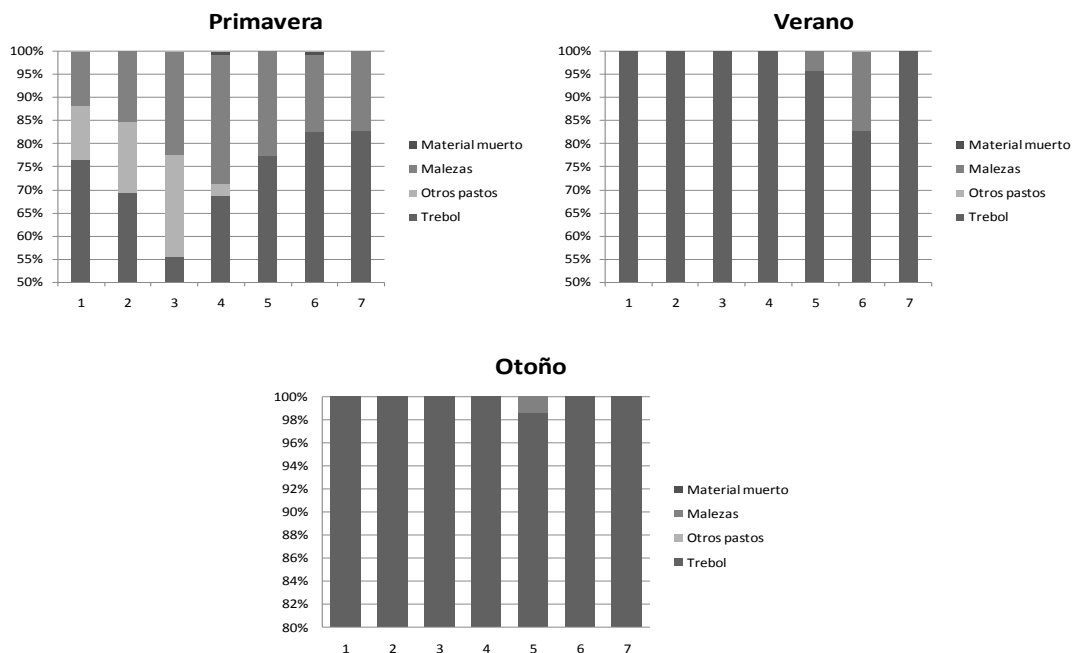 Primavera
100%
95%
90%
85%
80%
75%
70%
65%
60%
55%
50%
1 2 3 4 5 6 7
Material muerto
Malezas
Otros pastos
Trebol
Verano
100%
95%
90%
85%
80%
75%
70%
65%
60%
55%
50%
1 2 3 4 5 6 7
Material muerto
Malezas
Otros pastos
Trebol
Otoño
100%
98%
96%
94%
92%
90%
88%
86%
84%
82%
80%
1 2 3 4 5 6 7
Material muerto
Malezas
Otros pastos
Trebol